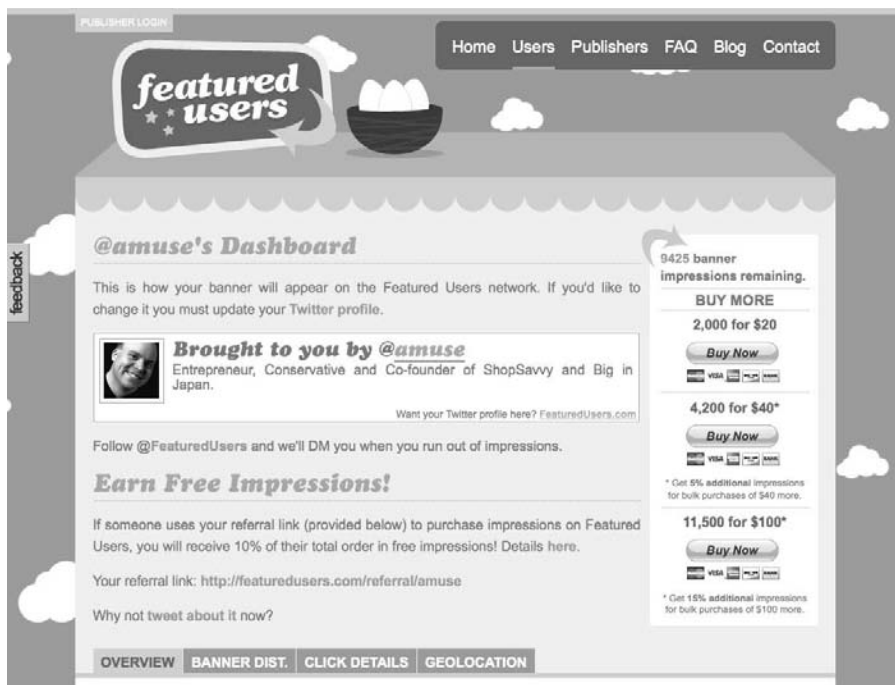 PUBLISHER LOGIN
Home Users Publishers FAQ Blog Contact
featured
users
feedback
@amuse's Dashboard
This is how your banner will appear on the Featured Users network. If you'd like to
change it you must update your Twitter profile.
Brought to you by @amuse
Entrepreneur, Conservative and Co-founder of ShopSavvy and Big in
Japan.
Want your Twitter profile here? FeaturedUsers.com
Follow @FeaturedUsers and we'll DM you when you run out of impressions.
Earn Free Impressions!
If someone uses your referral link (provided below) to purchase impressions on Featured
Users, you will receive 10% of their total order in free impressions! Details here.
Your referral link: http://featuredusers.com/referral/amuse
Why not tweet about it now?
OVERVIEW BANNER DIST. CLICK DETAILS GEOLOCATION
9425 banner
impressions remaining.
BUY MORE
2,000 for $20
Buy Now
VISA
4,200 for $40*
Buy Now
VISA
* Get 5% additional impressions
for bulk purchases of $40 more.
11,500 for $100*
Buy Now
VISA
* Get 15% additional impressions
for bulk purchases of $100 more.